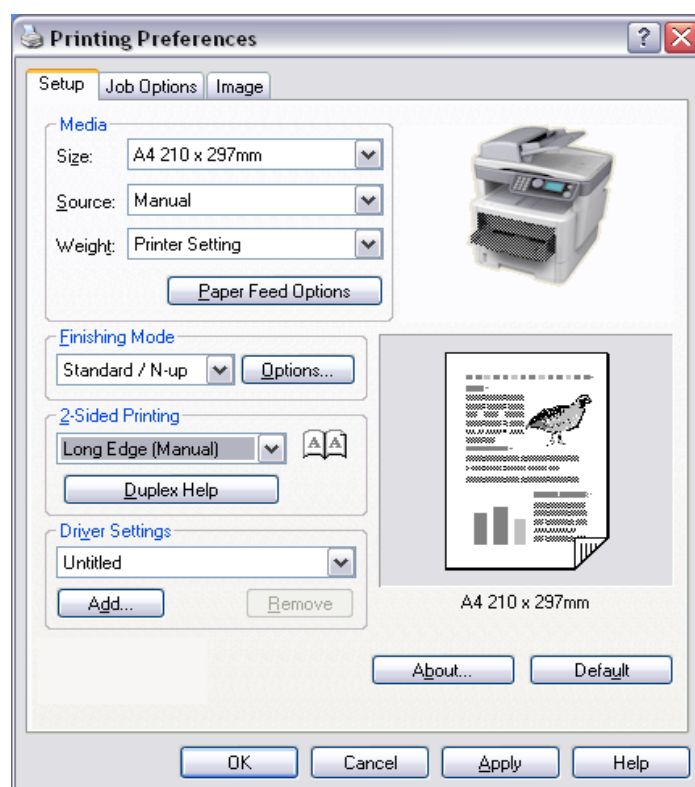 Printing Preferences
Setup Job Options Image
Media
Size: A4 210 x 297mm
Source: Manual
Weight: Printer Setting
Paper Feed Options
Finishing Mode
Standard / N-up Options...
2-Sided Printing
Long Edge (Manual) A A
Duplex Help
Driver Settings
Untitled
Add... Remove
A4 210 x 297mm
About... Default
OK Cancel Apply Help